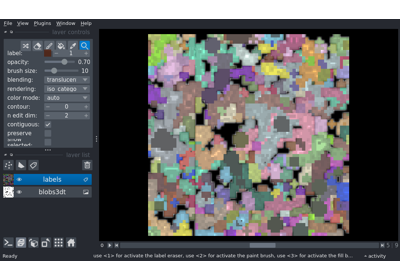 File View Plugins Window Help
layer controls
label: 1
opacity: 0.70
brush size: 10
blending: translucen
rendering: iso_catego
color mode: auto
contour: 0
n edit dim: 2
contiguous:
preserve
show
selected:
layer list
labels
blobs3dt
Ready
use <1> for activate the label eraser, use <2> for activate the paint brush, use <3> for activate the fill b...
activity